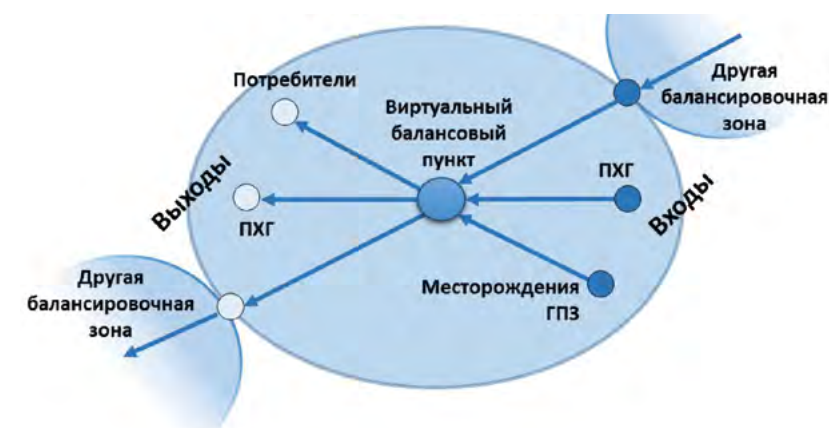 Потребители
Виртуальный
балансовый
пункт
Другая
балансировочная
зона
Выходы
ПХГ
ПХГ
Входы
Месторождения
ГПЗ
Другая
балансировочная
зона